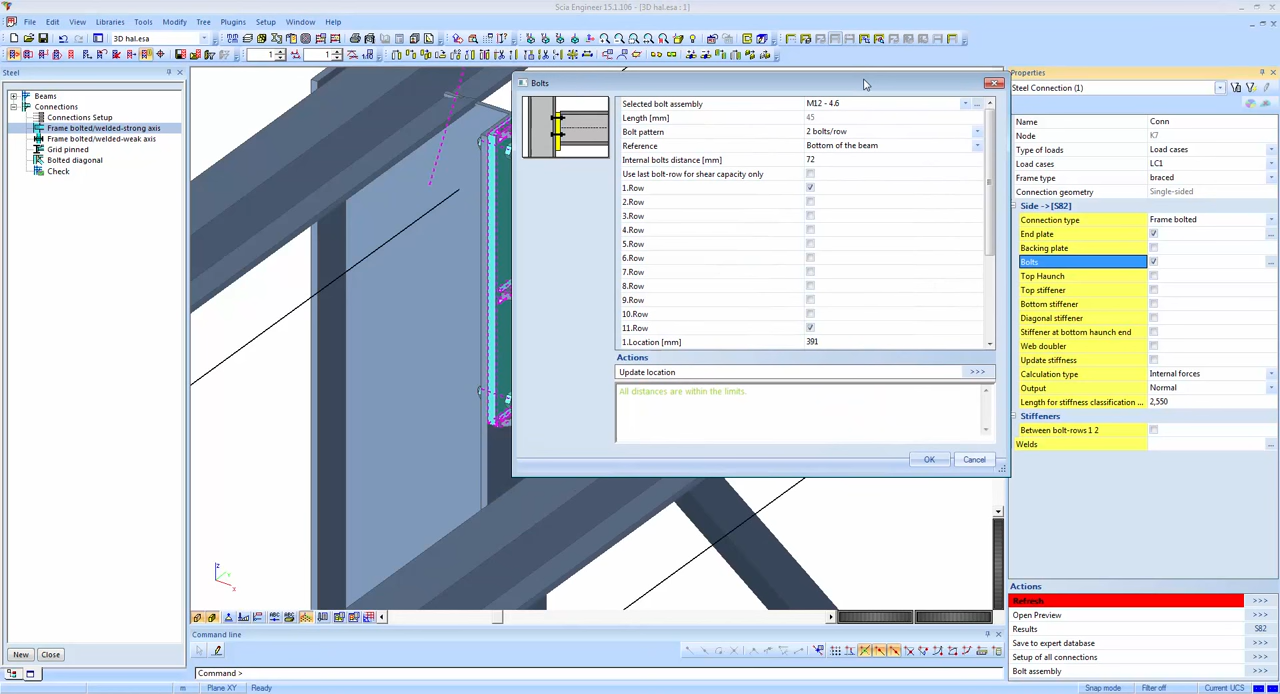 Scia Engineer 15.1.106 - [3D hal.esa : 1]
File Edit View Libraries Tools Modify Tree Plugins Setup Window Help
3D hal.esa
1
1
Steel
Beams
Connections
Connections Setup
Frame bolted/welded-strong axis
Frame bolted/welded-weak axis
Grid pinned
Bolted diagonal
Check
New Close
Bolts
Selected bolt assembly M12 - 4.6
Length [mm] 45
Bolt pattern 2 bolts/row
Reference Bottom of the beam
Internal bolts distance [mm] 72
Use last bolt-row for shear capacity only
1.Row
2.Row
3.Row
4.Row
5.Row
6.Row
7.Row
8.Row
9.Row
10.Row
11.Row
1.Location [mm] 391
Actions
Update location >>>
All distances are within the limits.
OK Cancel
Properties
Steel Connection (1)
Name Conn
Node K7
Type of loads Load cases
Load cases LC1
Frame type braced
Connection geometry Single-sided
Side ->[S82]
Connection type Frame bolted
End plate
Backing plate
Bolts
Top Haunch
Top stiffener
Bottom stiffener
Diagonal stiffener
Stiffener at bottom haunch end
Web doubler
Update stiffness
Calculation type Internal forces
Output Normal
Length for stiffness classification ... 2,550
Stiffeners
Between bolt-rows 1 2
Welds
Actions
Refresh >>>
Open Preview >>>
Results S82
Save to expert database >>>
Setup of all connections >>>
Bolt assembly >>>
Z Y X
Command line
Command >
m Plane XY Ready Snap mode Filter off Current UCS